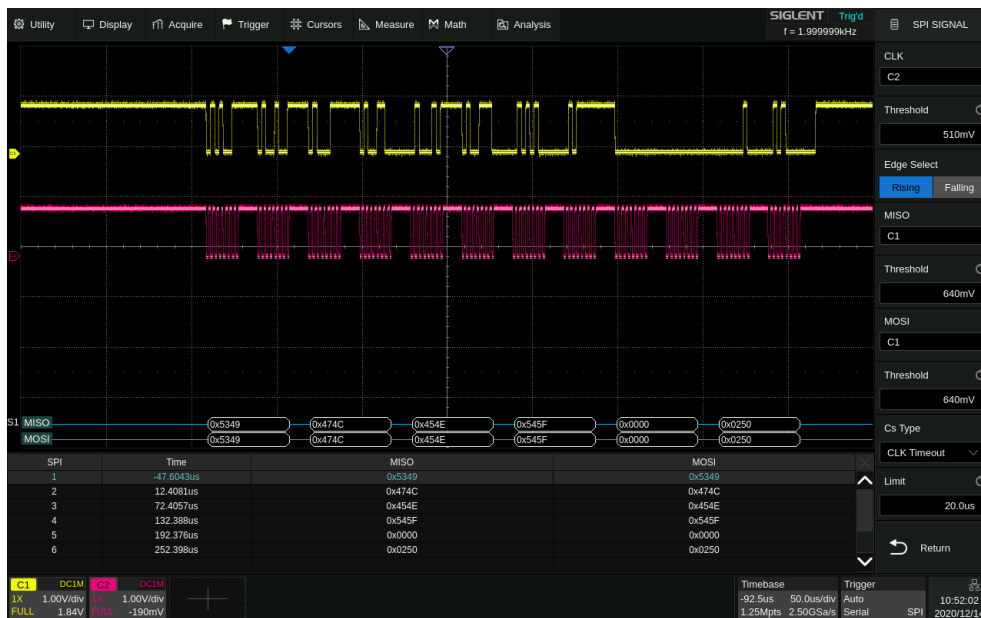 Utility Display Acquire Trigger Cursors Measure Math Analysis
SIGLENT Trig'd
f = 1.999999kHz
SPI SIGNAL
CLK
C2
Threshold
510mV
Edge Select
Rising Falling
MISO
C1
Threshold
640mV
MOSI
C1
Threshold
640mV
Cs Type
CLK Timeout
Limit
20.0us
Return
S1 MISO 0x5349 0x474C 0x454E 0x545F 0x0000 0x0250
MOSI 0x5349 0x474C 0x454E 0x545F 0x0000 0x0250
SPI Time MISO MOSI
1 -47.6043us 0x5349 0x5349
2 12.4081us 0x474C 0x474C
3 72.4057us 0x454E 0x454E
4 132.388us 0x545F 0x545F
5 192.376us 0x0000 0x0000
6 252.398us 0x0250 0x0250
C1 DC1M C2 DC1M
1X 1.00V/div 1X 1.00V/div
FULL 1.84V FULL -190mV
Timebase Trigger
-92.5us 50.0us/div Auto
1.25Mpts 2.50GSa/s Serial SPI
10:52:02
2020/12/14